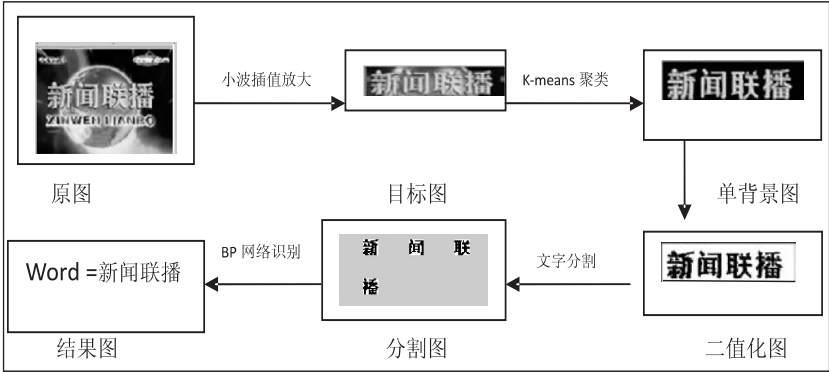 新闻联播
XINWEN LIANBO
原图
小波插值放大
新闻联播
目标图
K-means 聚类
新闻联播
单背景图
新闻联播
二值化图
文字分割
新 闻 联
播
分割图
BP 网络识别
Word =新闻联播
结果图